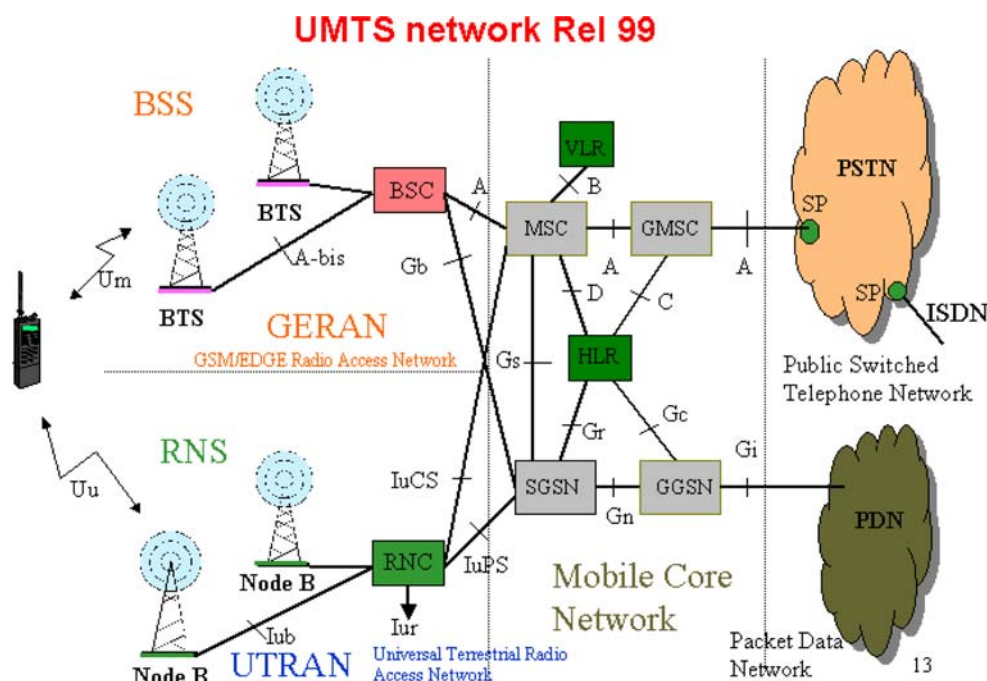 UMTS network Rel 99
BSS
BTS
BTS
A-bis
Um
BSC
A
Gb
GERAN
GSM/EDGE Radio Access Network
VLR
B
MSC
A
GMSC
A
D
C
HLR
Gs
Gr
Gc
PSTN
SP
SP
ISDN
Public Switched
Telephone Network
RNS
Uu
Node B
Node B
Iub
RNC
Iur
IuCS
IuPS
UTRAN
Universal Terrestrial Radio
Access Network
SGSN
Gn
GGSN
Gi
PDN
Mobile Core
Network
Packet Data
Network
13